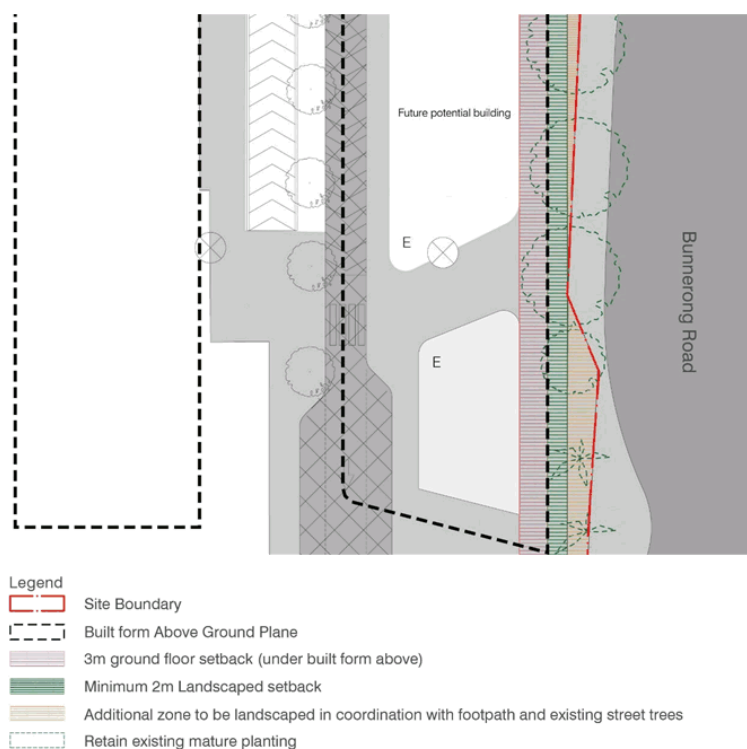 Future potential building
E
Bunnerong Road
E
Legend
Site Boundary
Built form Above Ground Plane
3m ground floor setback (under built form above)
Minimum 2m Landscaped setback
Additional zone to be landscaped in coordination with footpath and existing street trees
Retain existing mature planting